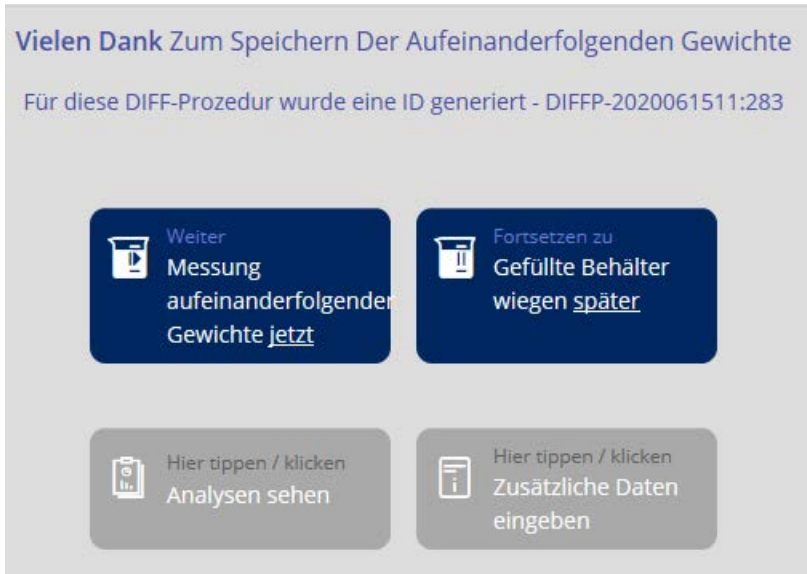 Vielen Dank Zum Speichern Der Aufeinanderfolgenden Gewichte
Für diese DIFF-Prozedur wurde eine ID generiert - DIFFP-2020061511:283
Weiter
Messung
aufeinanderfolgender
Gewichte jetzt
Fortsetzen zu
Gefüllte Behälter
wiegen später
Hier tippen / klicken
Analysen sehen
Hier tippen / klicken
Zusätzliche Daten
eingeben